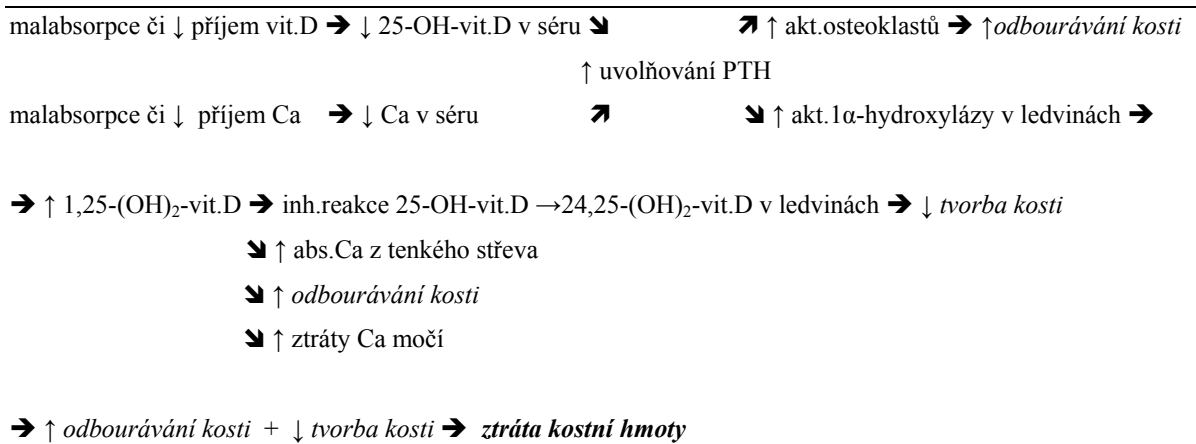 malabsorpce či ↓ příjem vit.D ➔ ↓ 25-OH-vit.D v séru ➘ ➚ ↑ akt.osteoklastů ➔ ↑odbourávání kosti
↑ uvolňování PTH
malabsorpce či ↓ příjem Ca ➔ ↓ Ca v séru ➚ ➘ ↑ akt.1α-hydroxylázy v ledvinách ➔
➔ ↑ 1,25-(OH)₂-vit.D ➔ inh.reakce 25-OH-vit.D →24,25-(OH)₂-vit.D v ledvinách ➔ ↓ tvorba kosti
➘ ↑ abs.Ca z tenkého střeva
➘ ↑ odbourávání kosti
➘ ↑ ztráty Ca močí
➔ ↑ odbourávání kosti + ↓ tvorba kosti ➔ ztráta kostní hmoty